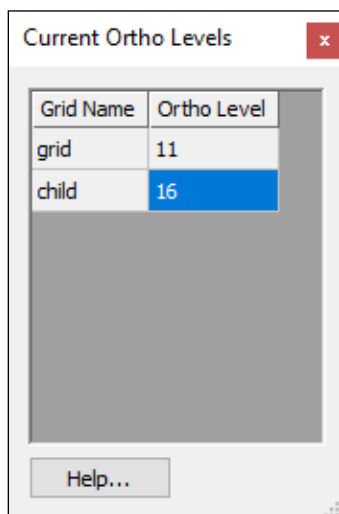 Current Ortho Levels x
Grid Name Ortho Level
grid 11
child 16
Help...